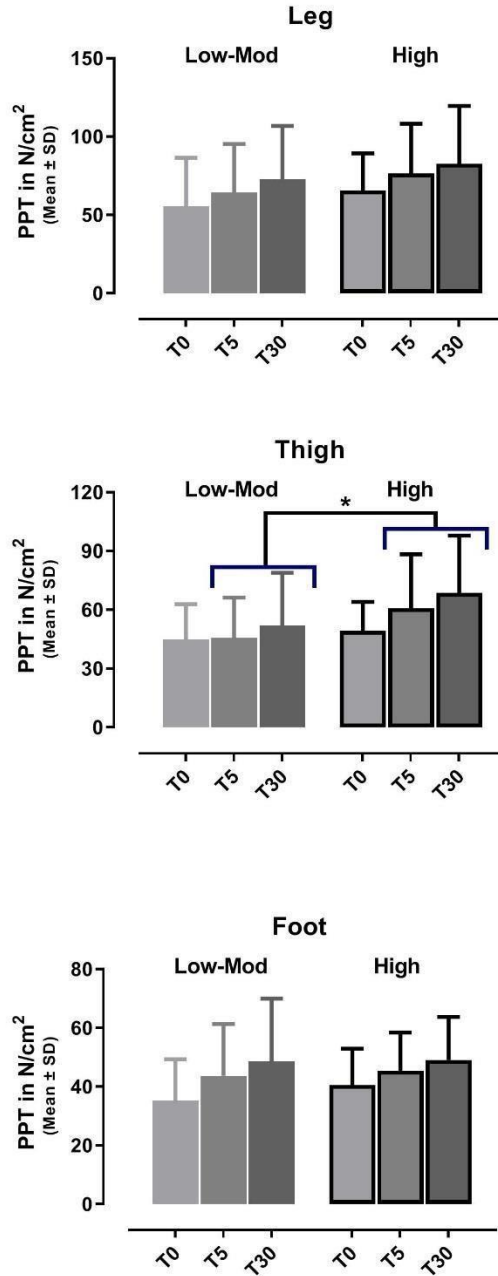 Leg
Low-Mod High
PPT in N/cm²
(Mean ± SD)
150
100
50
0
T0 T5 T30 T0 T5 T30
Thigh
Low-Mod High
*
PPT in N/cm²
(Mean ± SD)
120
90
60
30
0
T0 T5 T30 T0 T5 T30
Foot
Low-Mod High
PPT in N/cm²
(Mean ± SD)
80
60
40
20
0
T0 T5 T30 T0 T5 T30